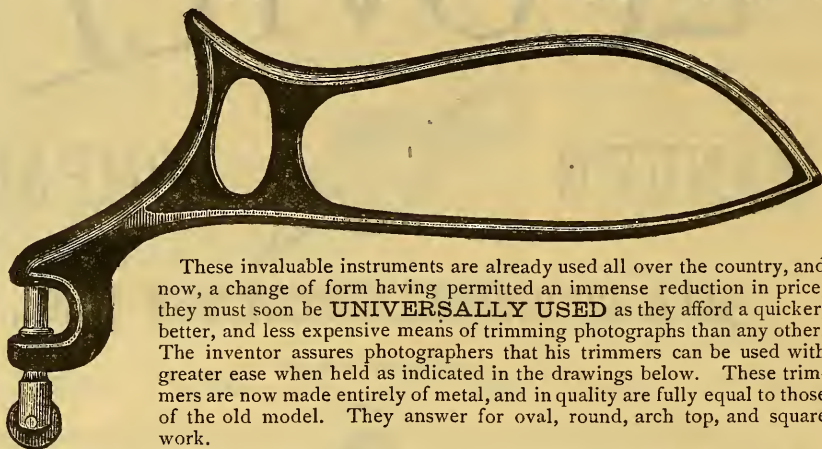 These invaluable instruments are already used all over the country, and
now, a change of form having permitted an immense reduction in price
they must soon be UNIVERSALLY USED as they afford a quicker
better, and less expensive means of trimming photographs than any other
The inventor assures photographers that his trimmers can be used with
greater ease when held as indicated in the drawings below. These trim-
mers are now made entirely of metal, and in quality are fully equal to those
of the old model. They answer for oval, round, arch top, and square
work.